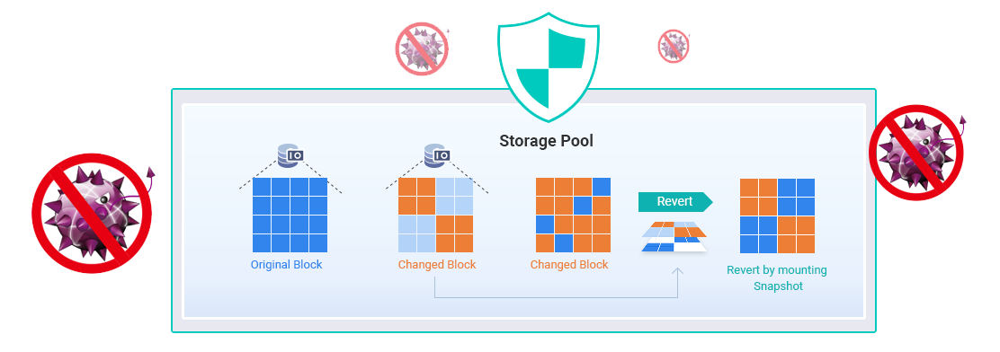 Storage Pool
IO
IO
Revert
Original Block
Changed Block
Changed Block
Revert by mounting
Snapshot